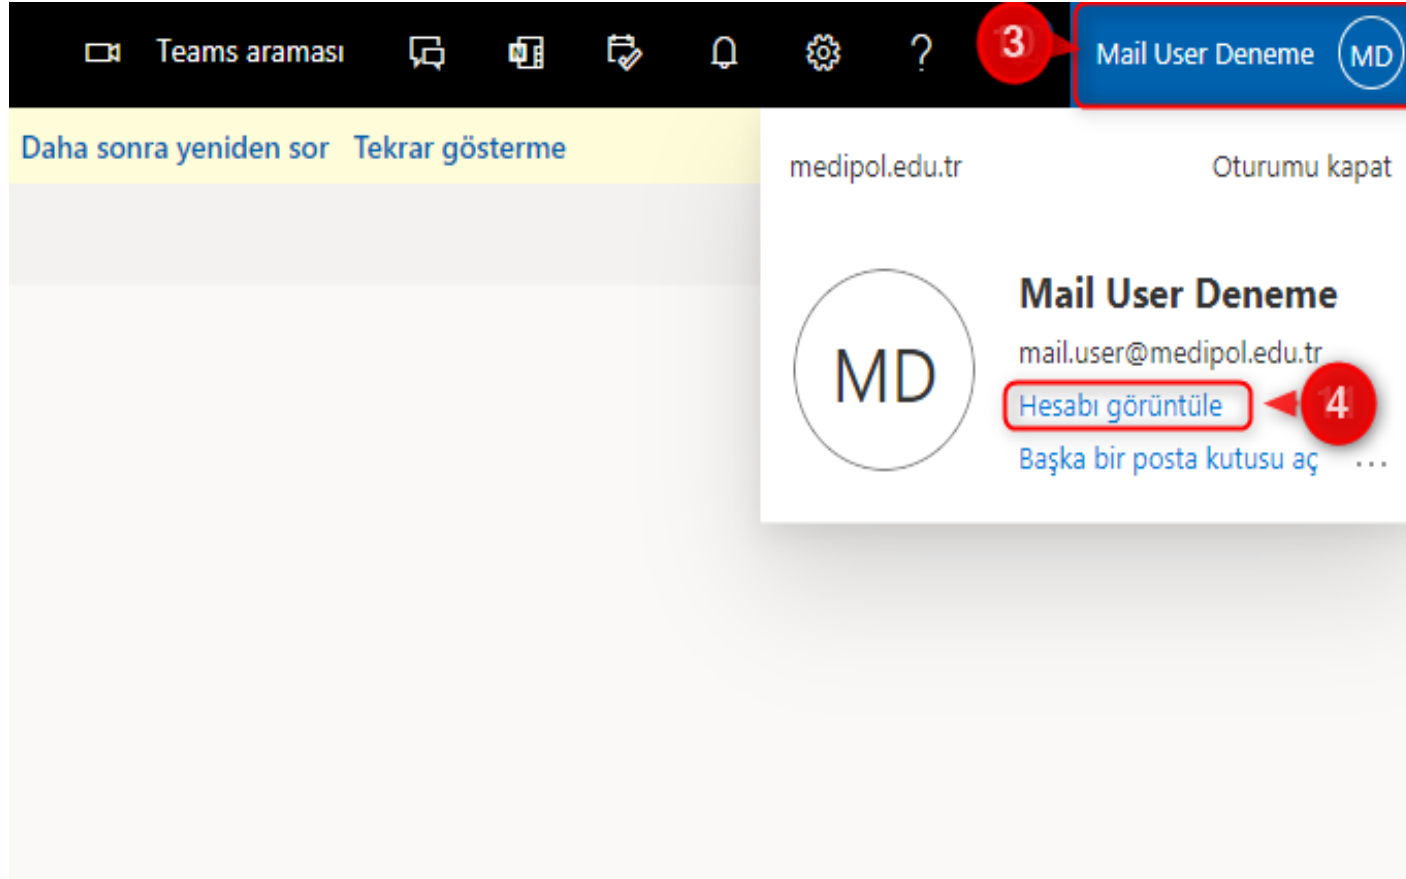 Teams araması
3
Mail User Deneme
MD
Daha sonra yeniden sor
Tekrar gösterme
medipol.edu.tr
Oturumu kapat
MD
Mail User Deneme
mail.user@medipol.edu.tr
Hesabı görüntüle
4
Başka bir posta kutusu aç
...